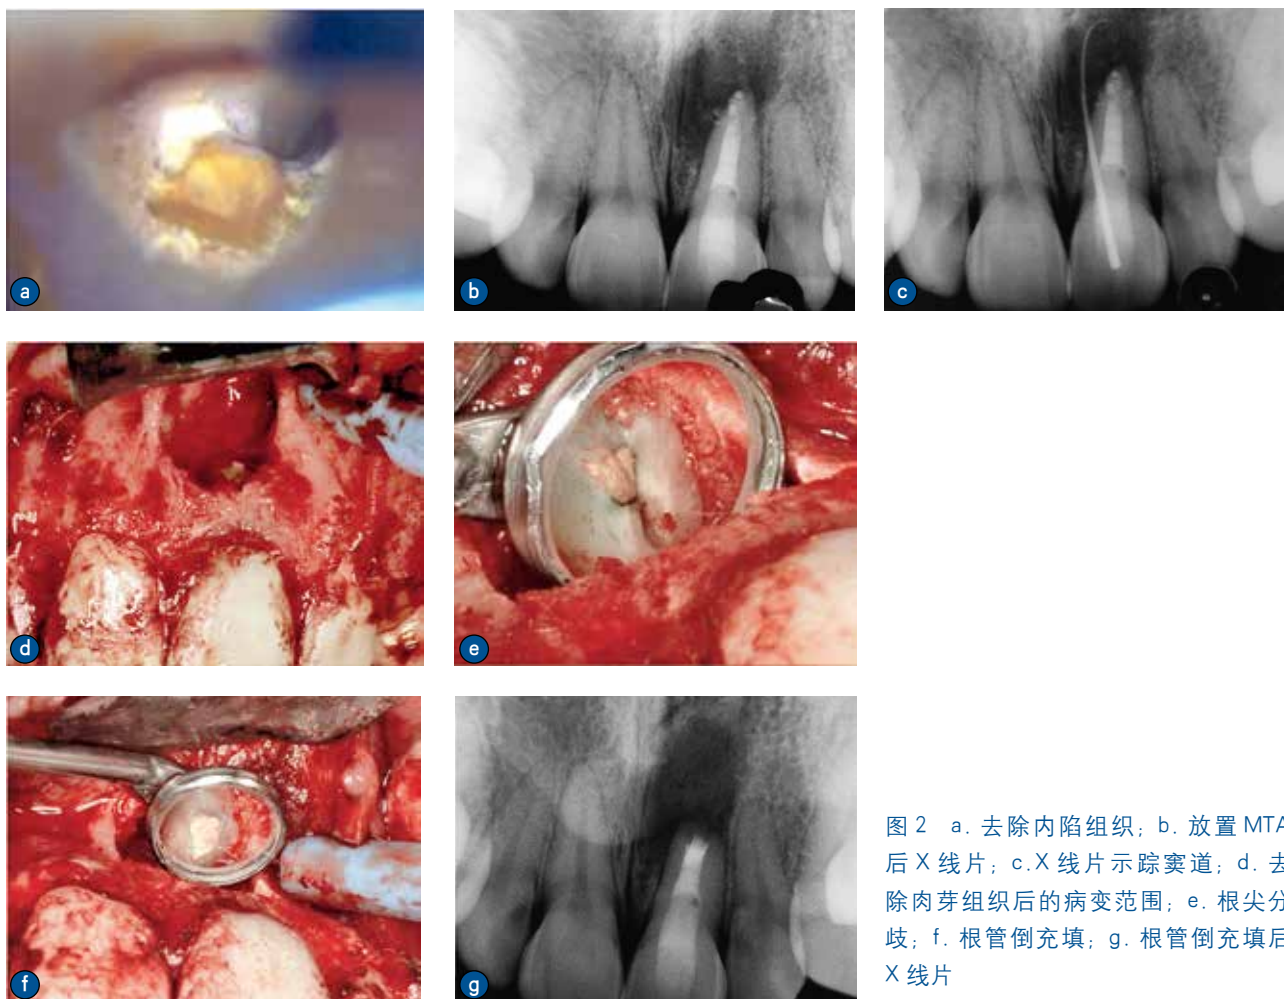 a
b
c
d
e
f
g
图 2 a. 去除内陷组织; b. 放置 MTA
后 X 线片; c.X 线片示踪窦道; d. 去
除肉芽组织后的病变范围; e. 根尖分
歧; f. 根管倒充填; g. 根管倒充填后
X 线片